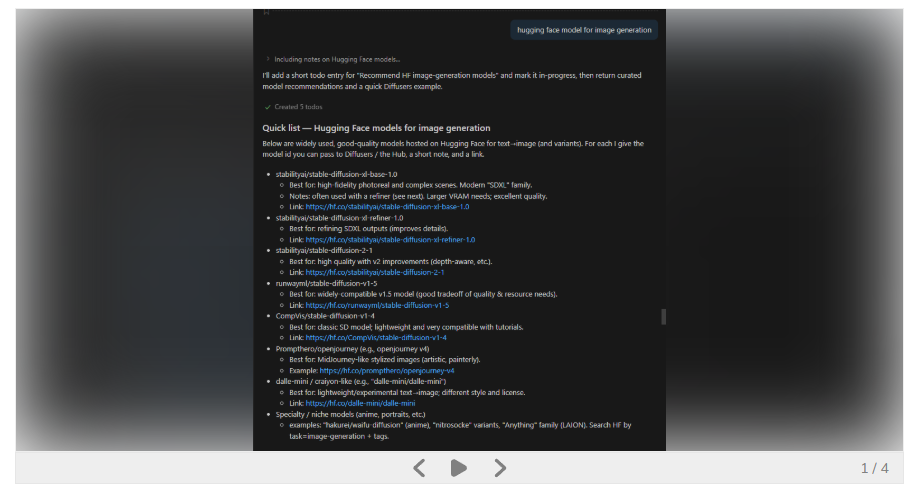 hugging face model for image generation
Including notes on Hugging Face models...
I'll add a short todo entry for "Recommend HF image-generation models" and mark it in-progress, then return curated
model recommendations and a quick Diffusers example.
Created 5 todos
Quick list — Hugging Face models for image generation
Below are widely used, good-quality models hosted on Hugging Face for text→image (and variants). For each I give the
model id you can pass to Diffusers / the Hub, a short note, and a link.
• stabilityai/stable-diffusion-xl-base-1.0
○ Best for: high-fidelity photoreal and complex scenes. Modern "SDXL" family.
○ Notes: often used with a refiner (see next). Larger VRAM needs; excellent quality.
○ Link: https://hf.co/stabilityai/stable-diffusion-xl-base-1.0
• stabilityai/stable-diffusion-xl-refiner-1.0
○ Best for: refining SDXL outputs (improves details).
○ Link: https://hf.co/stabilityai/stable-diffusion-xl-refiner-1.0
• stabilityai/stable-diffusion-2-1
○ Best for: high quality with v2 improvements (depth-aware, etc.).
○ Link: https://hf.co/stabilityai/stable-diffusion-2-1
• runwayml/stable-diffusion-v1-5
○ Best for: widely-compatible v1.5 model (good tradeoff of quality & resource needs).
○ Link: https://hf.co/runwayml/stable-diffusion-v1-5
• CompVis/stable-diffusion-v1-4
○ Best for: classic SD model; lightweight and very compatible with tutorials.
○ Link: https://hf.co/CompVis/stable-diffusion-v1-4
• Prompthero/openjourney (e.g., openjourney v4)
○ Best for: MidJourney-like stylized images (artistic, painterly).
○ Example: https://hf.co/prompthero/openjourney-v4
• dalle-mini / craiyon-like (e.g., "dalle-mini/dalle-mini")
○ Best for: lightweight/experimental text→image; different style and license.
○ Link: https://hf.co/dalle-mini/dalle-mini
• Specialty / niche models (anime, portraits, etc.)
○ examples: "hakurei/waifu-diffusion" (anime), "nitrosocke" variants, "Anything" family (LAION). Search HF by
task=image-generation + tags.
1 / 4